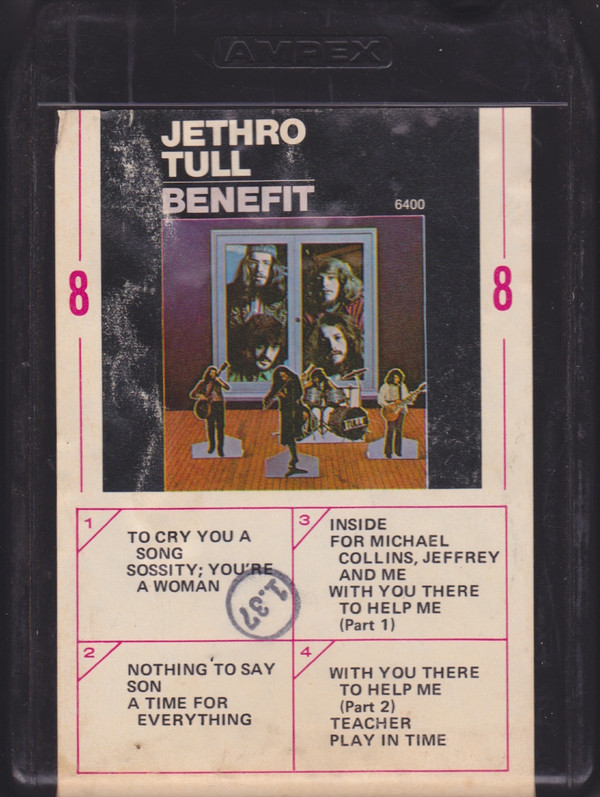 AMPEX
JETHRO
TULL
BENEFIT
6400
8
8
TULL
1
TO CRY YOU A
SONG
SOSSITY; YOU'RE
A WOMAN
1.37
2
NOTHING TO SAY
SON
A TIME FOR
EVERYTHING
3
INSIDE
FOR MICHAEL
COLLINS, JEFFREY
AND ME
WITH YOU THERE
TO HELP ME
(Part 1)
4
WITH YOU THERE
TO HELP ME
(Part 2)
TEACHER
PLAY IN TIME